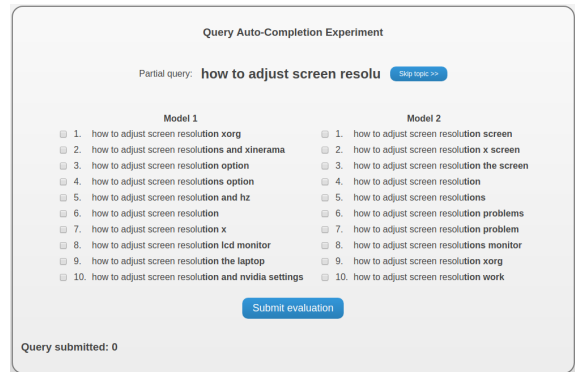 Query Auto-Completion Experiment
Partial query: how to adjust screen resolu Skip topic >>
Model 1
1. how to adjust screen resolution xorg
2. how to adjust screen resolutions and xinerama
3. how to adjust screen resolution option
4. how to adjust screen resolutions option
5. how to adjust screen resolution and hz
6. how to adjust screen resolution
7. how to adjust screen resolution x
8. how to adjust screen resolution lcd monitor
9. how to adjust screen resolution the laptop
10. how to adjust screen resolution and nvidia settings
Model 2
1. how to adjust screen resolution screen
2. how to adjust screen resolution x screen
3. how to adjust screen resolution the screen
4. how to adjust screen resolution
5. how to adjust screen resolutions
6. how to adjust screen resolution problems
7. how to adjust screen resolution problem
8. how to adjust screen resolutions monitor
9. how to adjust screen resolution xorg
10. how to adjust screen resolution work
Submit evaluation
Query submitted: 0